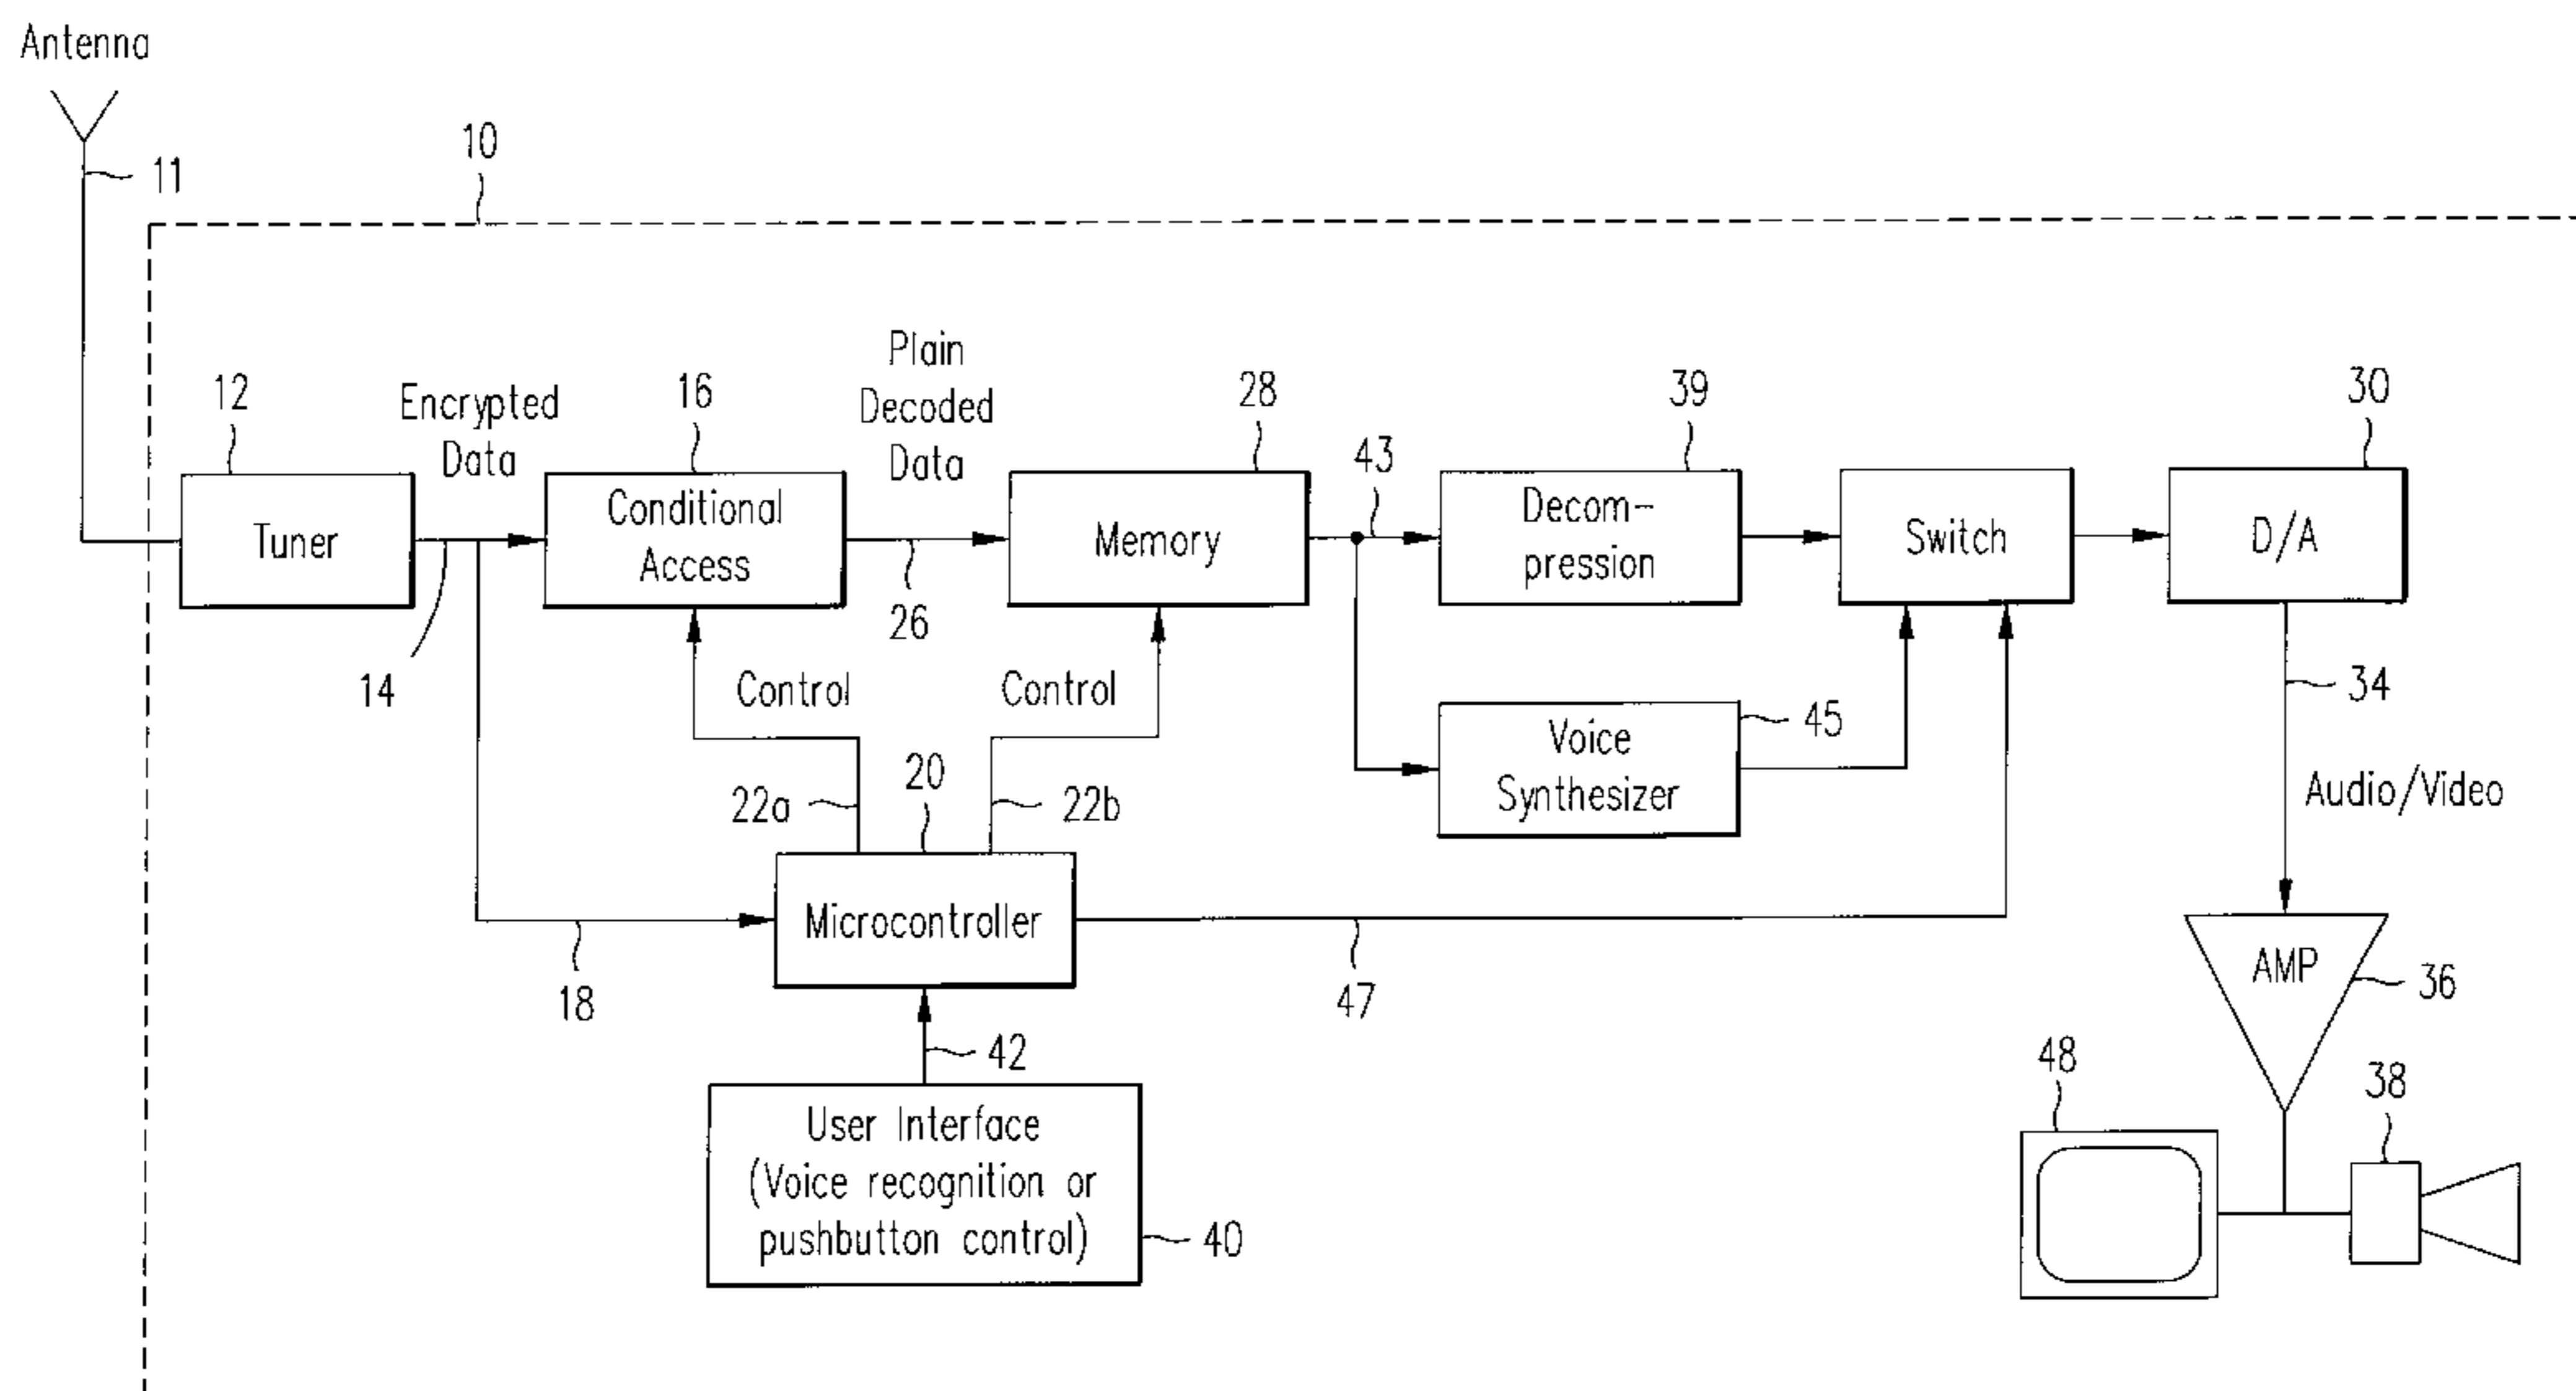 Antenna
11
10
12
Encrypted
Data
16
Plain
Decoded
Data
28
43
39
30
Tuner
Conditional
Access
Memory
Decom-
pression
Switch
D/A
14
26
Control
Control
34
Voice
Synthesizer
45
22a
20
22b
Audio/Video
Microcontroller
18
47
AMP
36
42
48
38
User Interface
(Voice recognition or
pushbutton control)
40